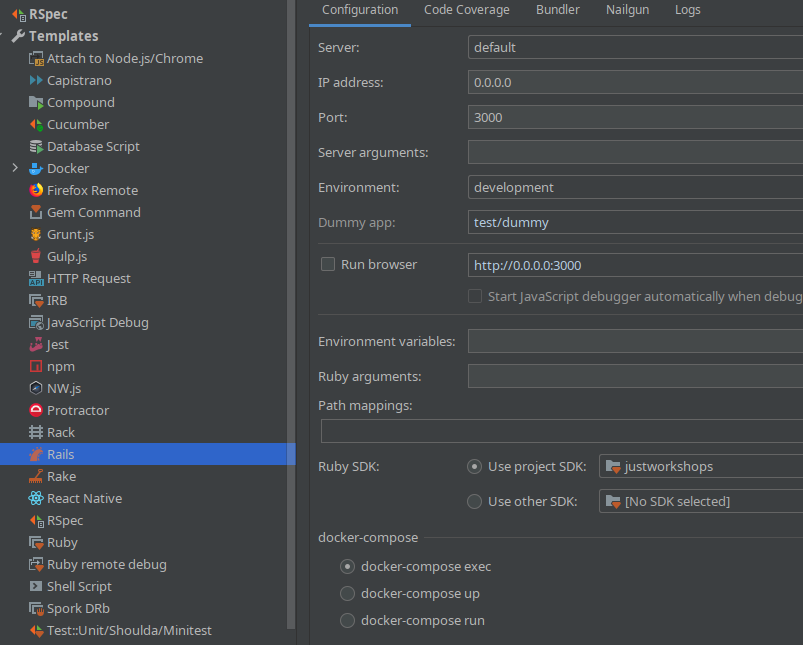 RSpec
Templates
Attach to Node.js/Chrome
Capistrano
Compound
Cucumber
Database Script
Docker
Firefox Remote
Gem Command
Grunt.js
Gulp.js
HTTP Request
IRB
JavaScript Debug
Jest
npm
NW.js
Protractor
Rack
Rails
Rake
React Native
RSpec
Ruby
Ruby remote debug
Shell Script
Spork DRb
Test::Unit/Shoulda/Minitest
Configuration Code Coverage Bundler Nailgun Logs
Server: default
IP address: 0.0.0.0
Port: 3000
Server arguments:
Environment: development
Dummy app: test/dummy
Run browser http://0.0.0.0:3000
Start JavaScript debugger automatically when debug
Environment variables:
Ruby arguments:
Path mappings:
Ruby SDK: Use project SDK: justworkshops
Use other SDK: [No SDK selected]
docker-compose
docker-compose exec
docker-compose up
docker-compose run